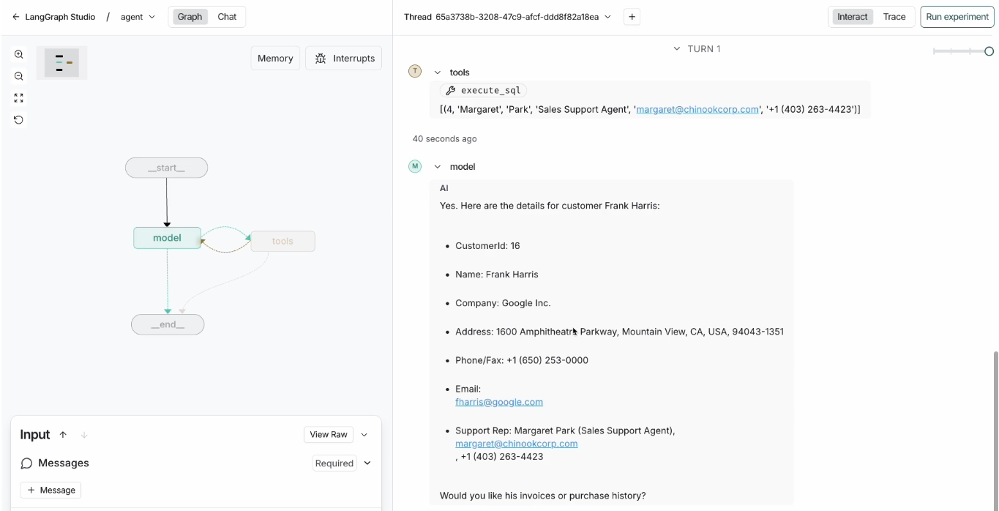 ← LangGraph Studio / agent Graph Chat
Memory Interrupts
__start__
model
tools
__end__
Input ↑ ↓ View Raw
Messages Required
+ Message
Thread 65a3738b-3208-47c9-afcf-ddd8f82a18ea + Interact Trace Run experiment
TURN 1
T tools
execute_sql
[(4, 'Margaret', 'Park', 'Sales Support Agent', 'margaret@chinookcorp.com', '+1 (403) 263-4423')]
40 seconds ago
M model
AI
Yes. Here are the details for customer Frank Harris:
• CustomerId: 16
• Name: Frank Harris
• Company: Google Inc.
• Address: 1600 Amphitheatre Parkway, Mountain View, CA, USA, 94043-1351
• Phone/Fax: +1 (650) 253-0000
• Email:
fharris@google.com
• Support Rep: Margaret Park (Sales Support Agent),
margaret@chinookcorp.com
, +1 (403) 263-4423
Would you like his invoices or purchase history?